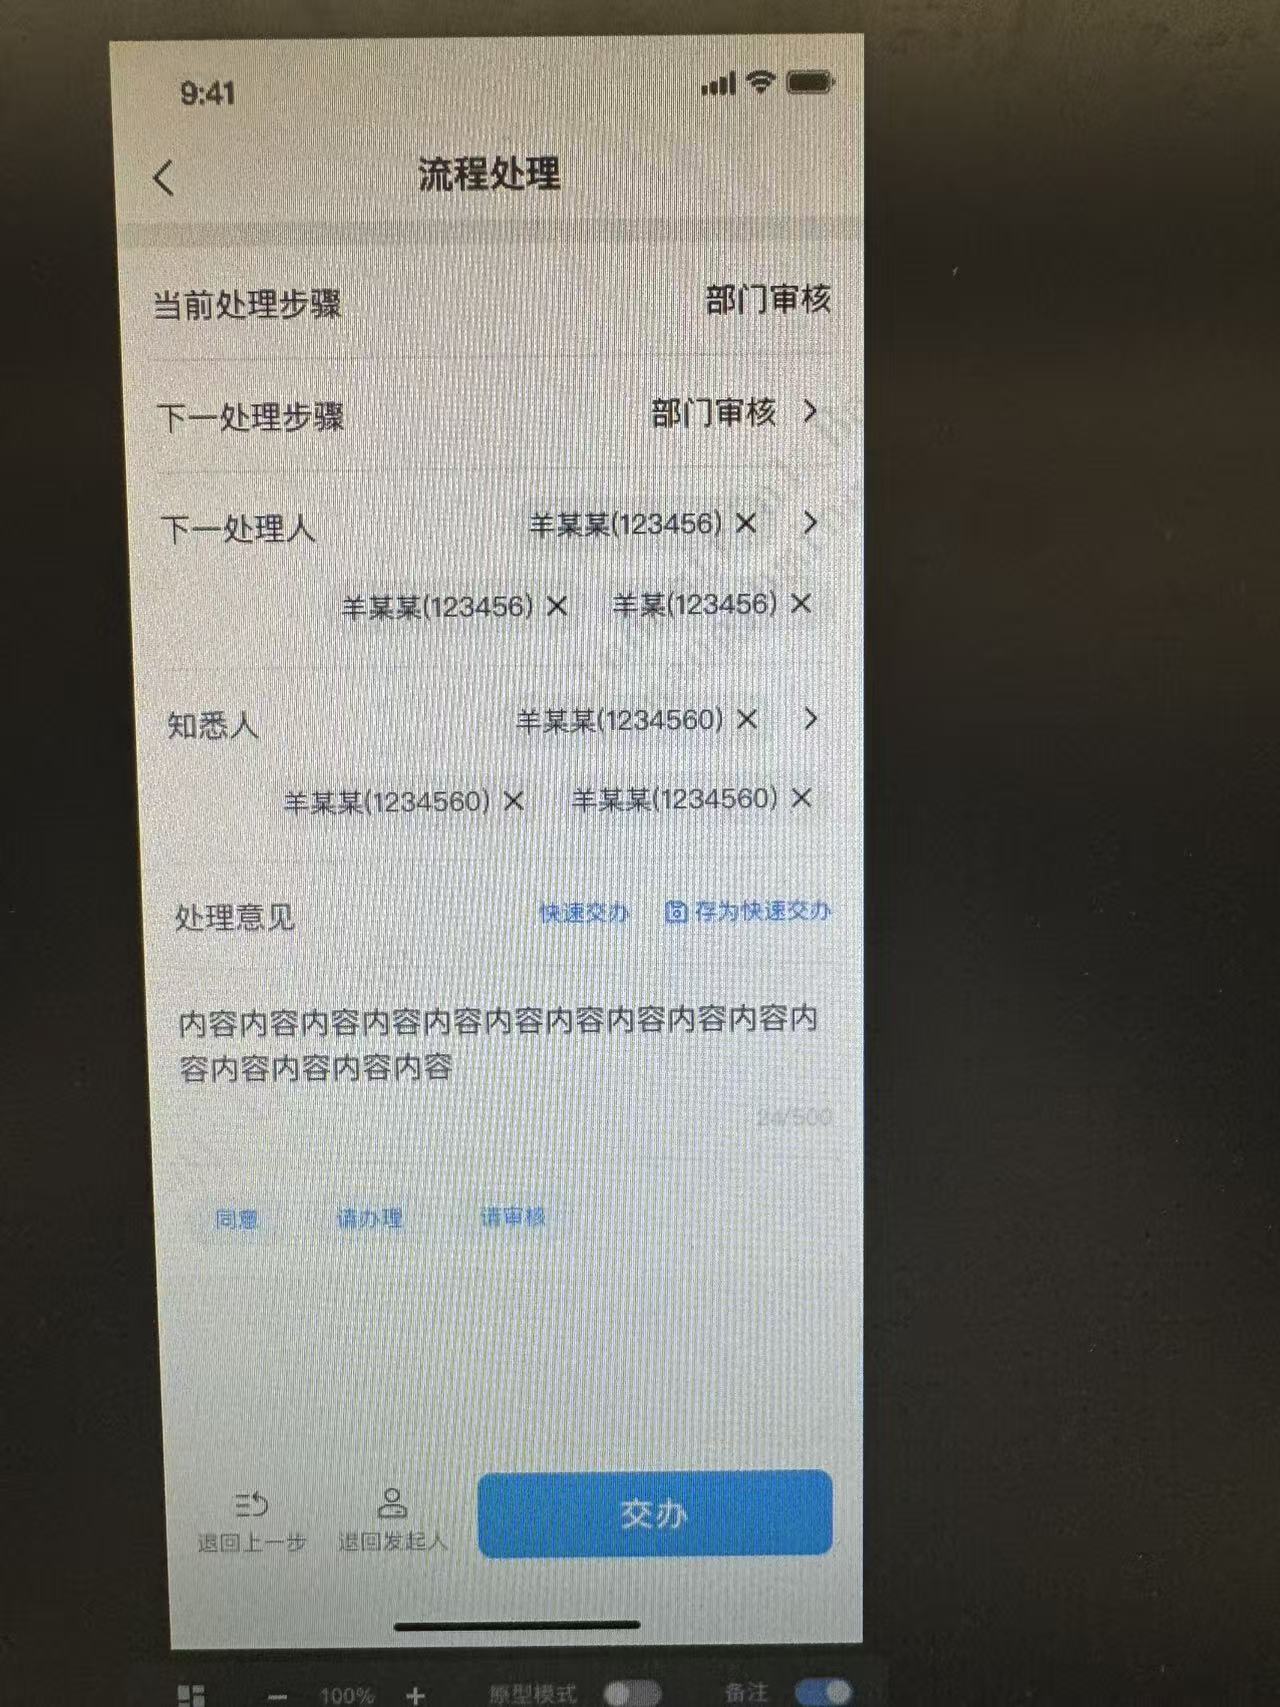 9:41
流程处理
当前处理步骤 部门审核
下一处理步骤 部门审核
下一处理人 羊某某(123456)
羊某某(123456) 羊某(123456)
知悉人 羊某某(1234560)
羊某某(1234560) 羊某某(1234560)
处理意见 快速交办 存为快速交办
内容内容内容内容内容内容内容内容内容内容内
容内容内容内容内容
24/500
同意 请办理 请审核
退回上一步 退回发起人 交办
100% 原型模式 备注